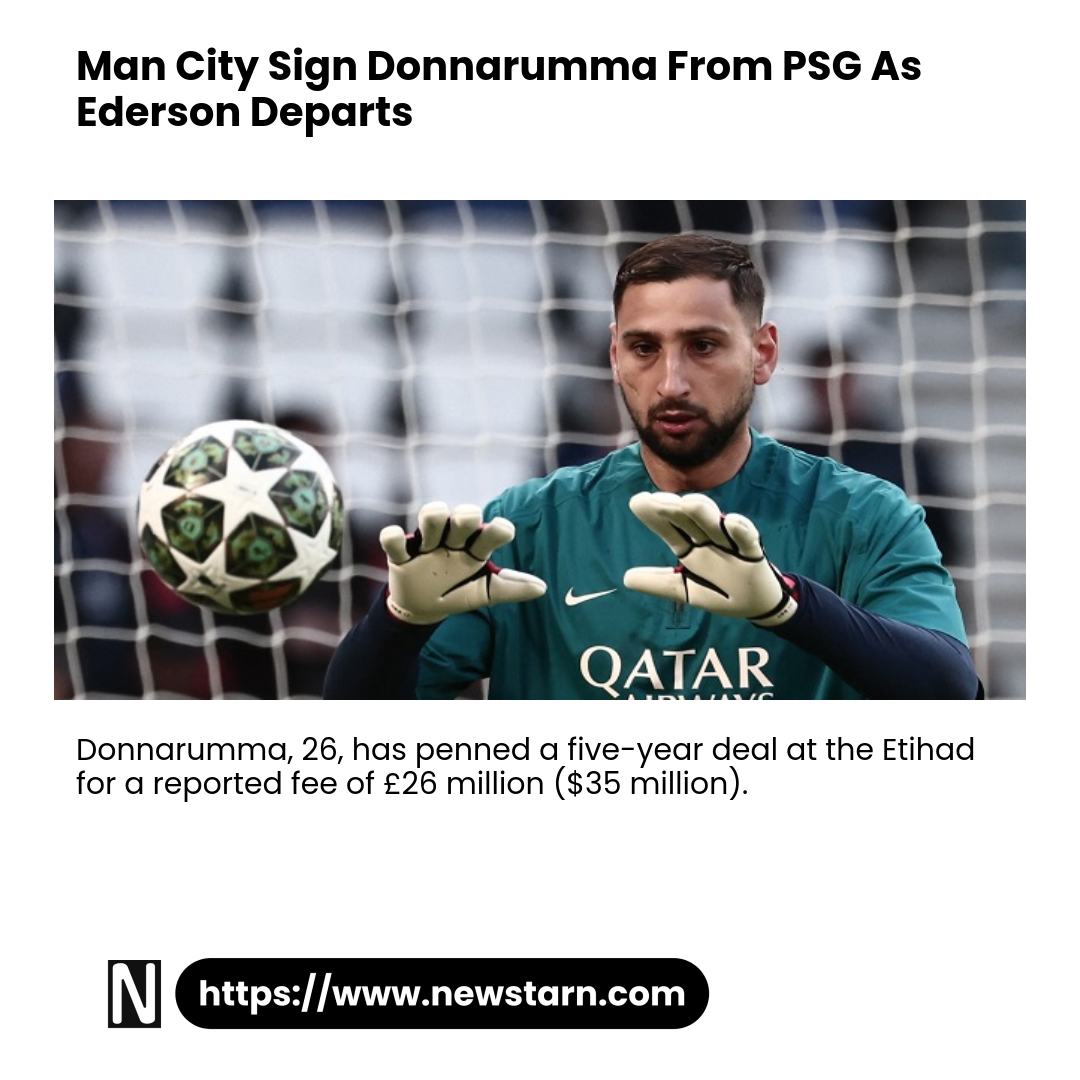 Man City Sign Donnarumma From PSG As
Ederson Departs
QATAR
AIRWAYS
Donnarumma, 26, has penned a five-year deal at the Etihad
for a reported fee of £26 million ($35 million).
N
https://www.newstarn.com